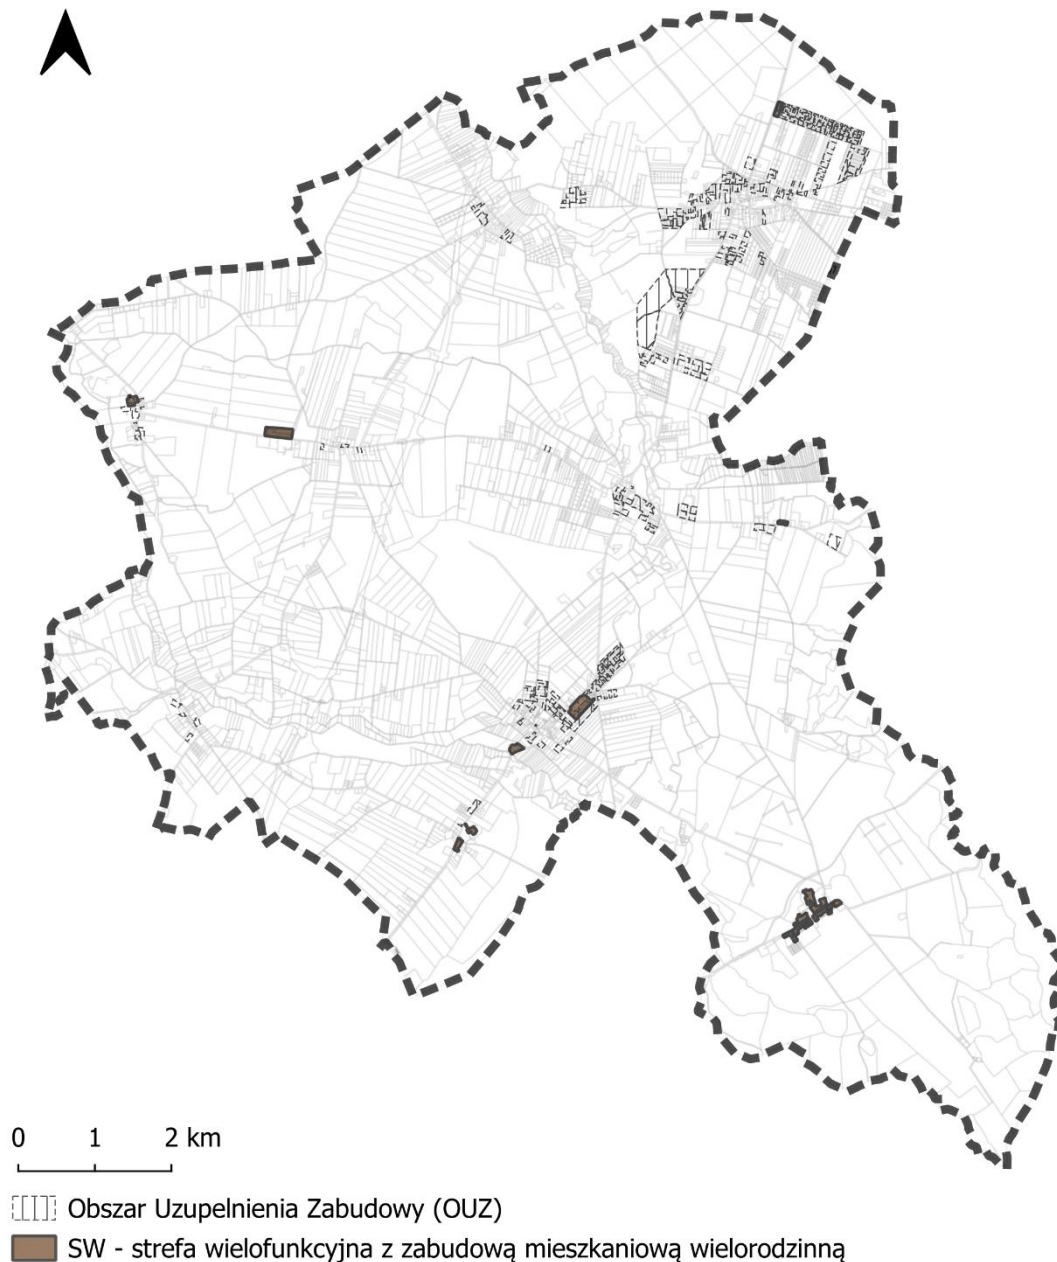 0 1 2 km
Obszar Uzupelnienia Zabudowy (OUZ)
SW - strefa wielofunkcyjna z zabudową mieszkaniową wielorodzinną